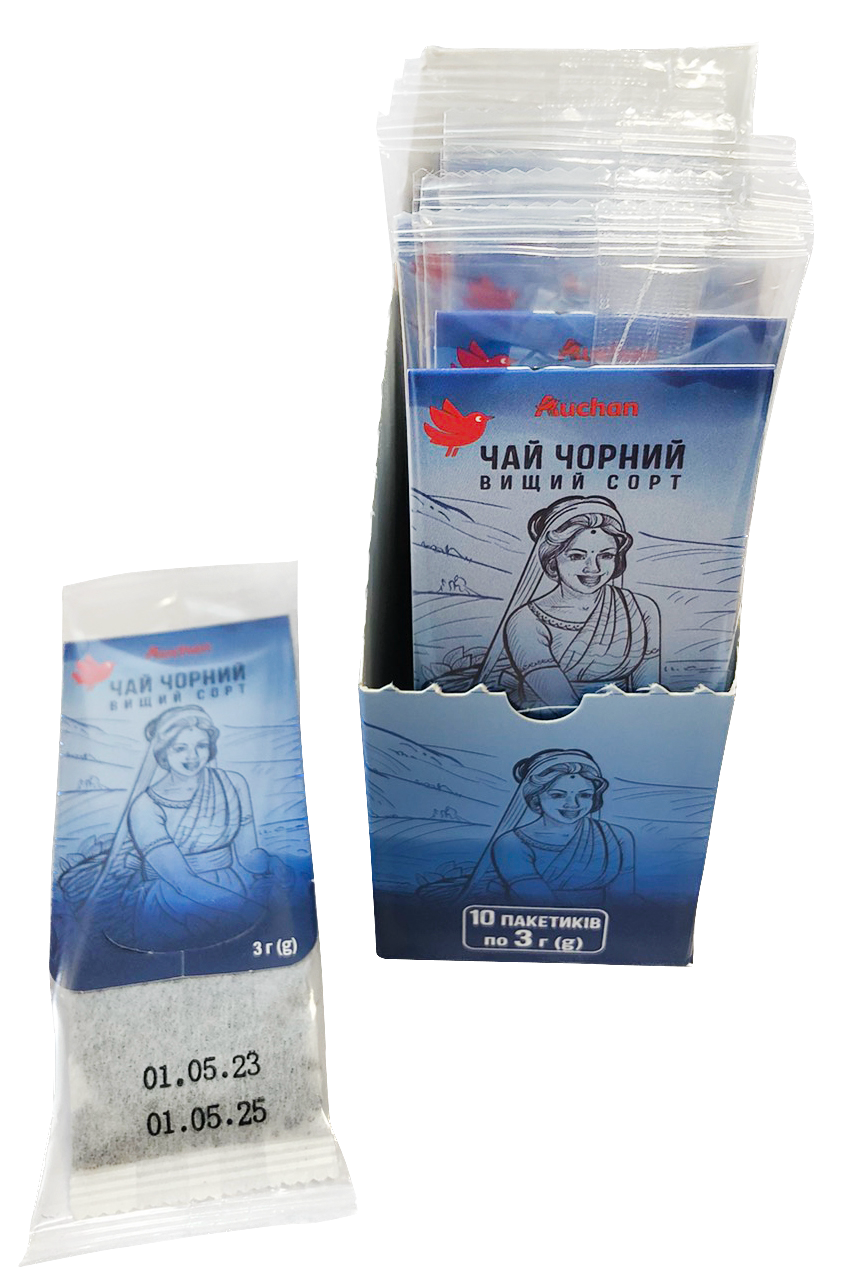 Auchan
Auchan
ЧАЙ ЧОРНИЙ
ВИЩИЙ СОРТ
10 ПАКЕТИКІВ
по 3 г (g)
Auchan
ЧАЙ ЧОРНИЙ
ВИЩИЙ СОРТ
3 г (g)
01.05.23
01.05.25